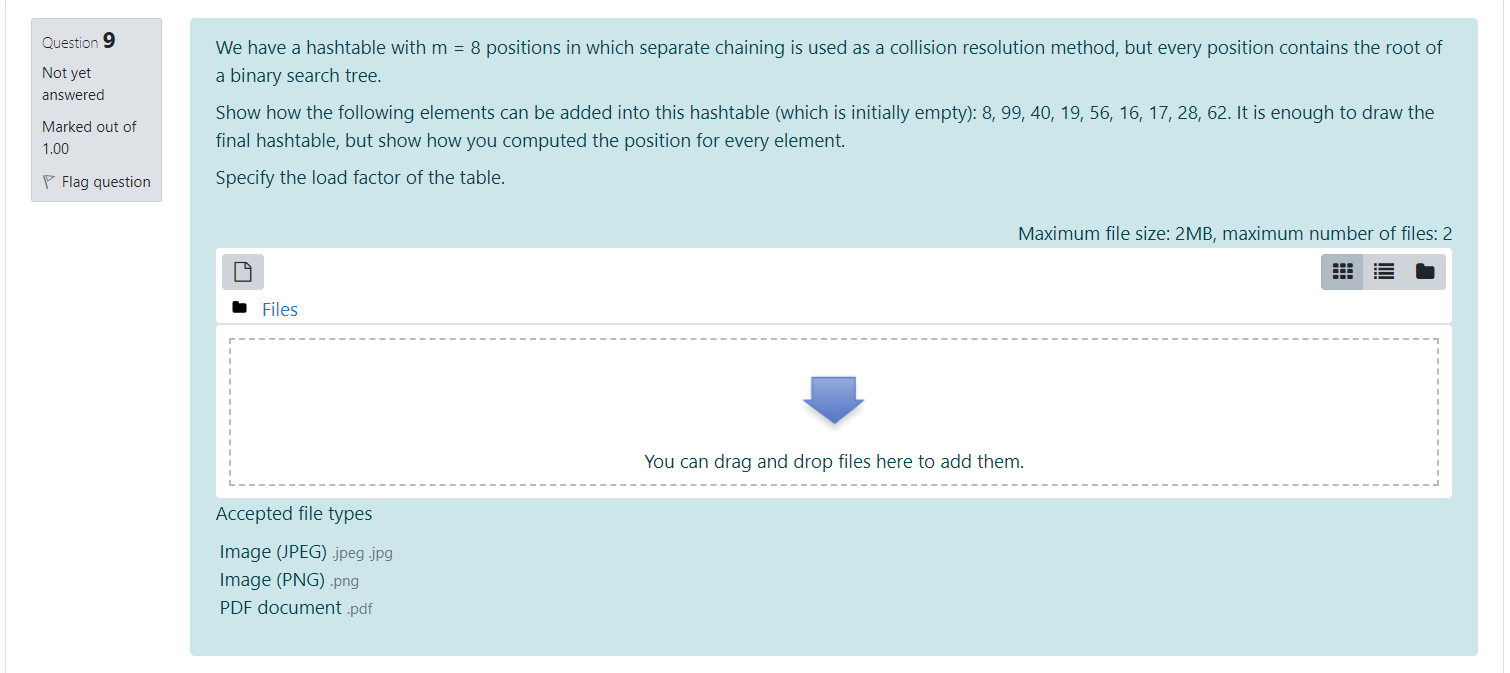 Question 9
Not yet
answered
Marked out of
1.00
Flag question
We have a hashtable with m = 8 positions in which separate chaining is used as a collision resolution method, but every position contains the root of
a binary search tree.
Show how the following elements can be added into this hashtable (which is initially empty): 8, 99, 40, 19, 56, 16, 17, 28, 62. It is enough to draw the
final hashtable, but show how you computed the position for every element.
Specify the load factor of the table.
Maximum file size: 2MB, maximum number of files: 2
Files
You can drag and drop files here to add them.
Accepted file types
Image (JPEG) .jpeg .jpg
Image (PNG) .png
PDF document .pdf